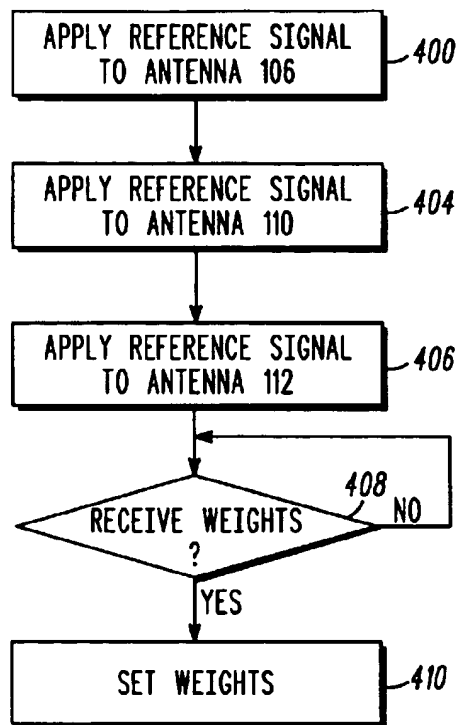 APPLY REFERENCE SIGNAL
TO ANTENNA 106
400
APPLY REFERENCE SIGNAL
TO ANTENNA 110
404
APPLY REFERENCE SIGNAL
TO ANTENNA 112
406
408
RECEIVE WEIGHTS
?
NO
YES
SET WEIGHTS
410